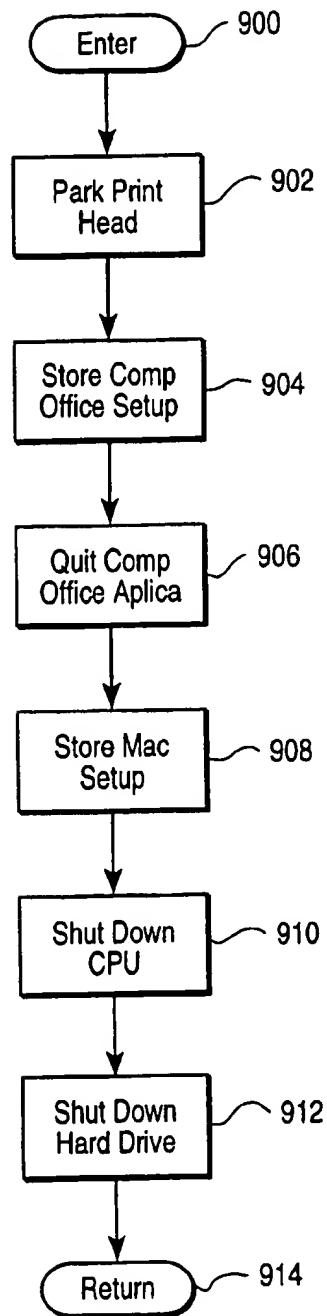 Enter
900
Park Print
Head
902
Store Comp
Office Setup
904
Quit Comp
Office Aplica
906
Store Mac
Setup
908
Shut Down
CPU
910
Shut Down
Hard Drive
912
Return
914